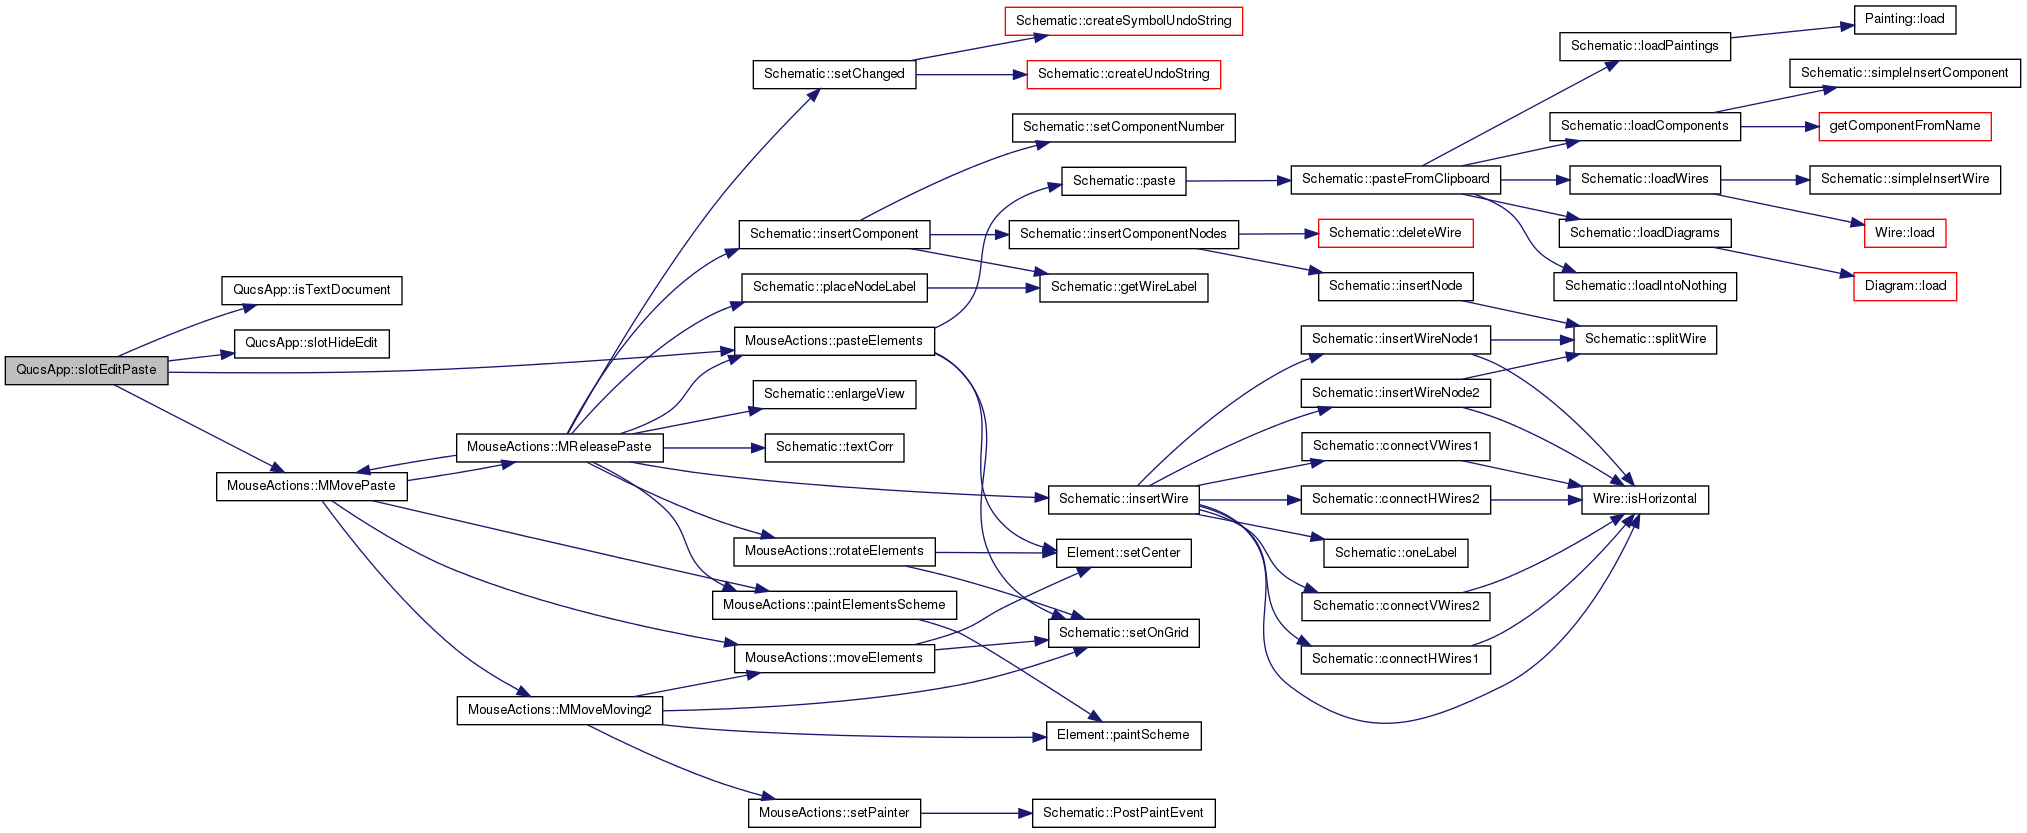 QucsApp::slotEditPaste
QucsApp::isTextDocument
QucsApp::slotHideEdit
MouseActions::MMovePaste
MouseActions::MReleasePaste
MouseActions::MMoveMoving2
Schematic::setChanged
Schematic::insertComponent
Schematic::placeNodeLabel
MouseActions::pasteElements
Schematic::enlargeView
Schematic::textCorr
MouseActions::rotateElements
MouseActions::paintElementsScheme
MouseActions::moveElements
MouseActions::setPainter
Schematic::createSymbolUndoString
Schematic::createUndoString
Schematic::setComponentNumber
Schematic::paste
Schematic::insertComponentNodes
Schematic::getWireLabel
Schematic::insertWire
Element::setCenter
Schematic::setOnGrid
Element::paintScheme
Schematic::PostPaintEvent
Schematic::pasteFromClipboard
Schematic::deleteWire
Schematic::insertNode
Schematic::insertWireNode1
Schematic::insertWireNode2
Schematic::connectVWires1
Schematic::connectHWires2
Schematic::oneLabel
Schematic::connectVWires2
Schematic::connectHWires1
Schematic::loadPaintings
Schematic::loadComponents
Schematic::loadWires
Schematic::loadDiagrams
Schematic::loadIntoNothing
Schematic::splitWire
Wire::isHorizontal
Painting::load
Schematic::simpleInsertComponent
getComponentFromName
Schematic::simpleInsertWire
Wire::load
Diagram::load